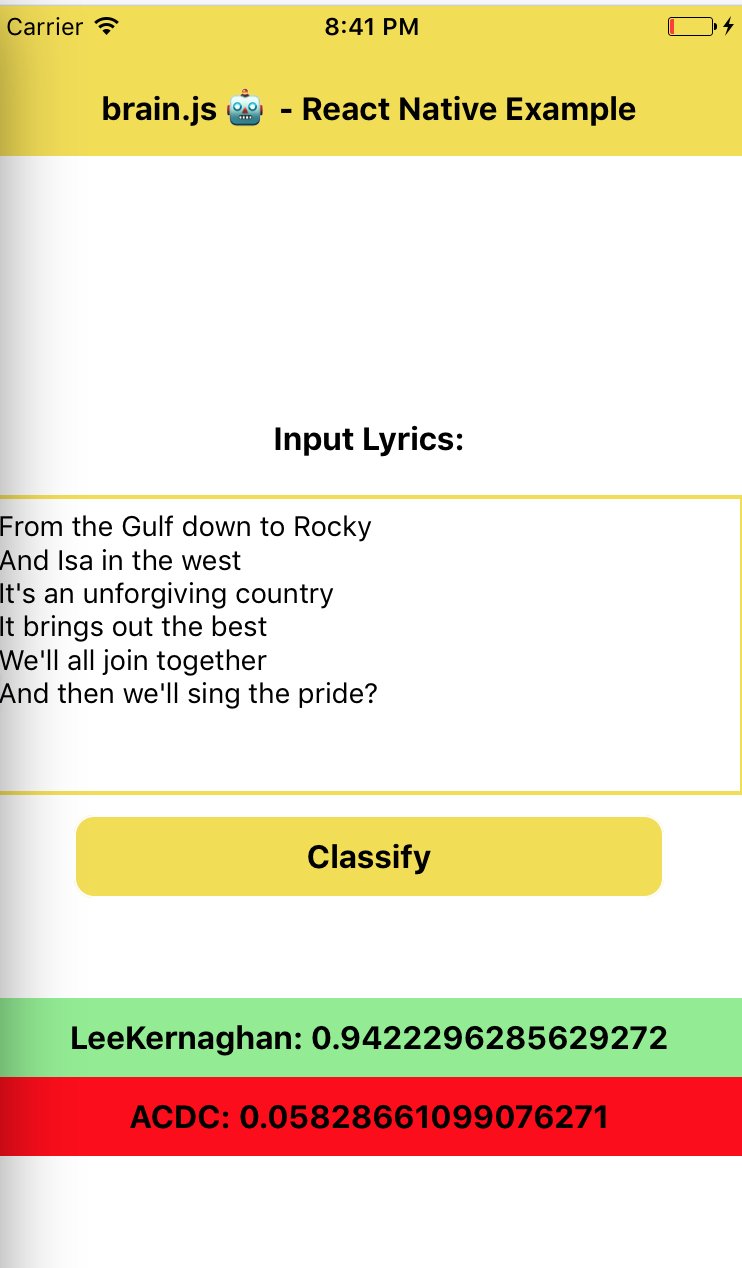 Carrier 8:41 PM
brain.js 🤖 - React Native Example
Input Lyrics:
From the Gulf down to Rocky
And Isa in the west
It's an unforgiving country
It brings out the best
We'll all join together
And then we'll sing the pride?
Classify
LeeKernaghan: 0.9422296285629272
ACDC: 0.05828661099076271